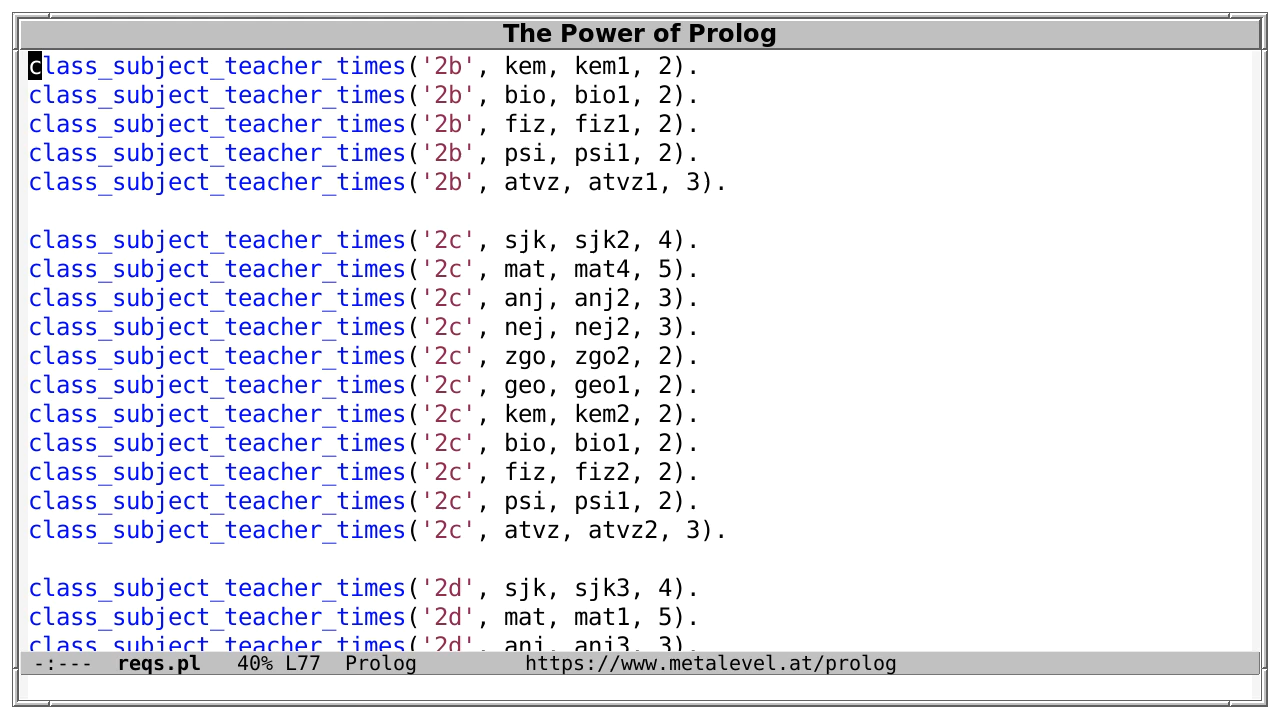 The Power of Prolog
class_subject_teacher_times('2b', kem, kem1, 2).
class_subject_teacher_times('2b', bio, bio1, 2).
class_subject_teacher_times('2b', fiz, fiz1, 2).
class_subject_teacher_times('2b', psi, psi1, 2).
class_subject_teacher_times('2b', atvz, atvz1, 3).

class_subject_teacher_times('2c', sjk, sjk2, 4).
class_subject_teacher_times('2c', mat, mat4, 5).
class_subject_teacher_times('2c', anj, anj2, 3).
class_subject_teacher_times('2c', nej, nej2, 3).
class_subject_teacher_times('2c', zgo, zgo2, 2).
class_subject_teacher_times('2c', geo, geo1, 2).
class_subject_teacher_times('2c', kem, kem2, 2).
class_subject_teacher_times('2c', bio, bio1, 2).
class_subject_teacher_times('2c', fiz, fiz2, 2).
class_subject_teacher_times('2c', psi, psi1, 2).
class_subject_teacher_times('2c', atvz, atvz2, 3).

class_subject_teacher_times('2d', sjk, sjk3, 4).
class_subject_teacher_times('2d', mat, mat1, 5).
class_subject_teacher_times('2d', anj, anj3, 3).
-:--- reqs.pl 40% L77 Prolog https://www.metalevel.at/prolog